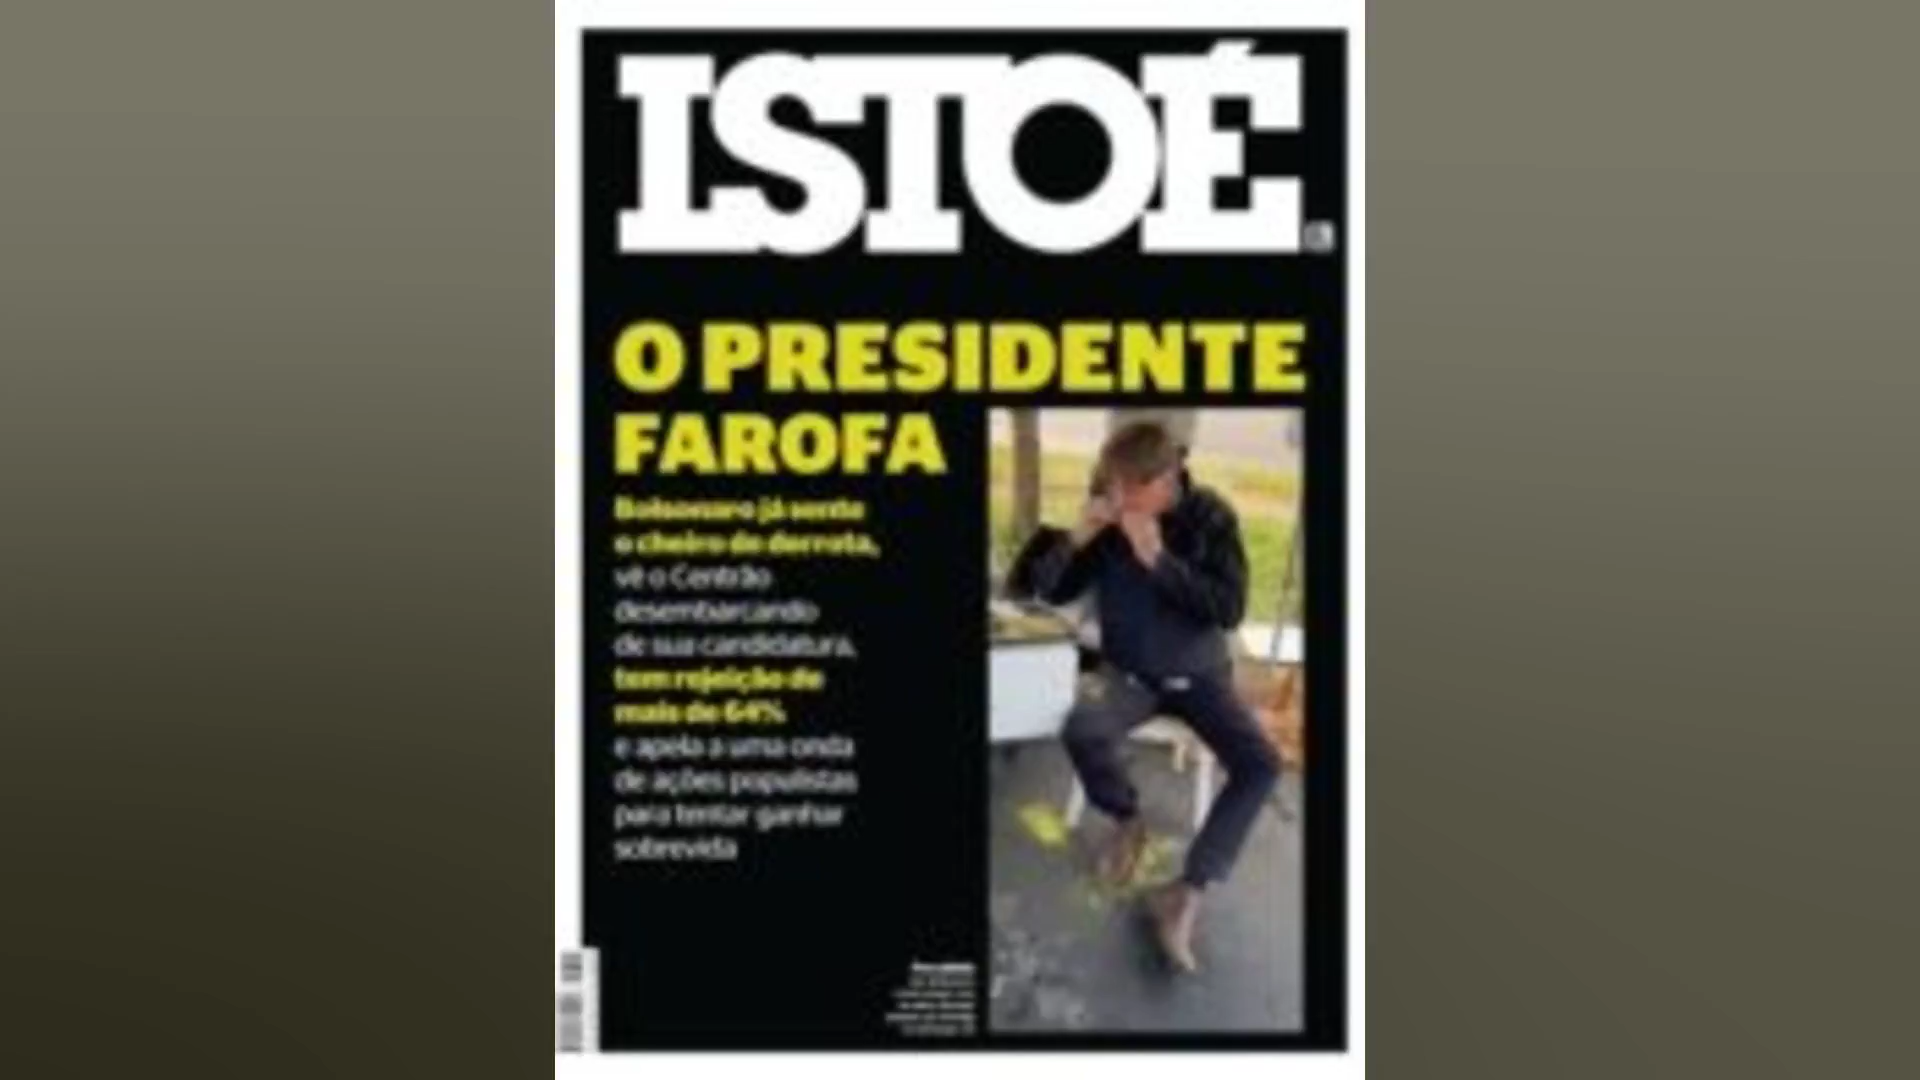 ISTOÉ
O PRESIDENTE
FAROFA
Bolsonaro já sente
o cheiro de derrota,
vê o Centrão
desembarcando
de sua candidatura,
tem rejeição de
mais de 64%
e apela a uma onda
de ações populistas
para tentar ganhar
sobrevida